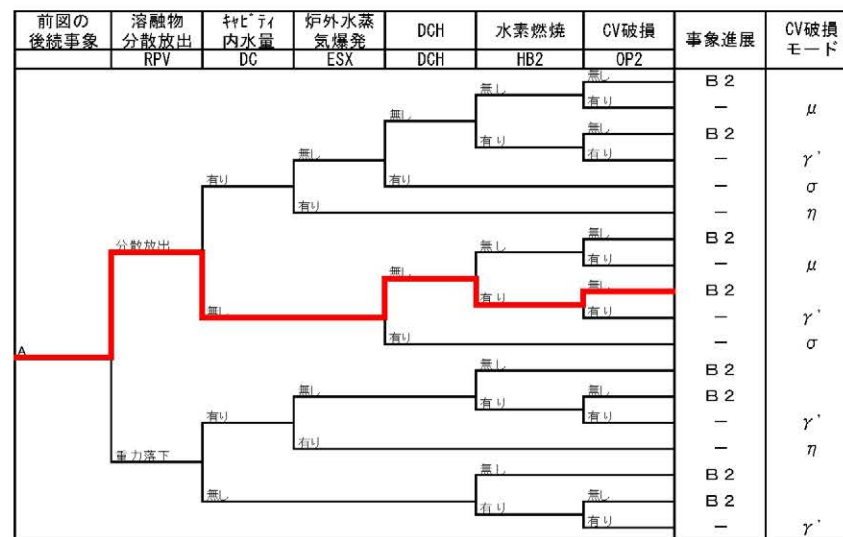 前図の
後続事象
溶融物
分散放出
ｷｬﾋﾞﾃｨ
内水量
炉外水蒸
気爆発
DCH
水素燃焼
CV破損
事象進展
CV破損
モード
RPV
DC
ESX
DCH
HB2
OP2
無し
B2
無し
有り
－
μ
無し
無し
B2
有り
有り
－
γ'
無し
有り
有り
－
σ
有り
－
η
分散放出
無し
B2
無し
有り
－
μ
無し
無し
B2
無し
有り
有り
－
γ'
A
有り
－
σ
無し
B2
無し
無し
B2
有り
有り
有り
－
γ'
重力落下
有り
－
η
無し
B2
無し
無し
B2
有り
有り
－
γ'